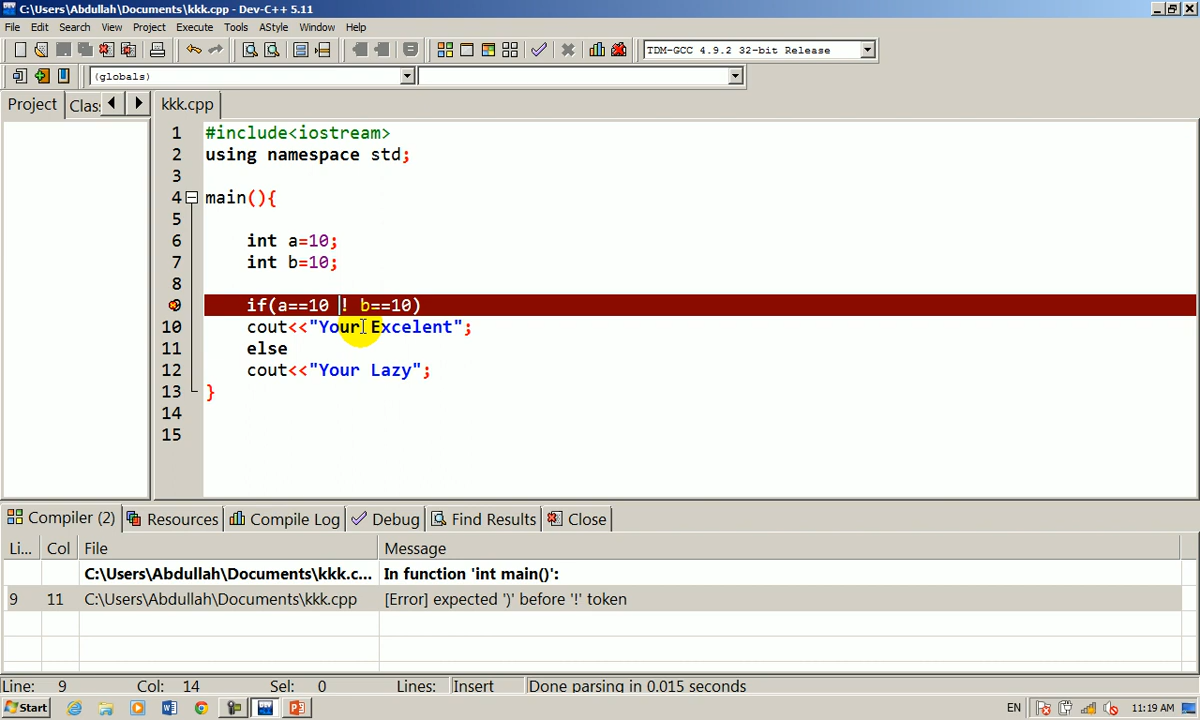 C:\Users\Abdullah\Documents\kkk.cpp - Dev-C++ 5.11
File Edit Search View Project Execute Tools AStyle Window Help
TDM-GCC 4.9.2 32-bit Release
(globals)
Project Clas kkk.cpp
1 #include<iostream>
2 using namespace std;
3
4 main(){
5
6 int a=10;
7 int b=10;
8
9 if(a==10 ! b==10)
10 cout<<"Your Excelent";
11 else
12 cout<<"Your Lazy";
13 }
14
15
Compiler (2) Resources Compile Log Debug Find Results Close
Li... Col File Message
C:\Users\Abdullah\Documents\kkk.c... In function 'int main()':
9 11 C:\Users\Abdullah\Documents\kkk.cpp [Error] expected ')' before '!' token
Line: 9 Col: 14 Sel: 0 Lines: Insert Done parsing in 0.015 seconds
Start EN 11:19 AM